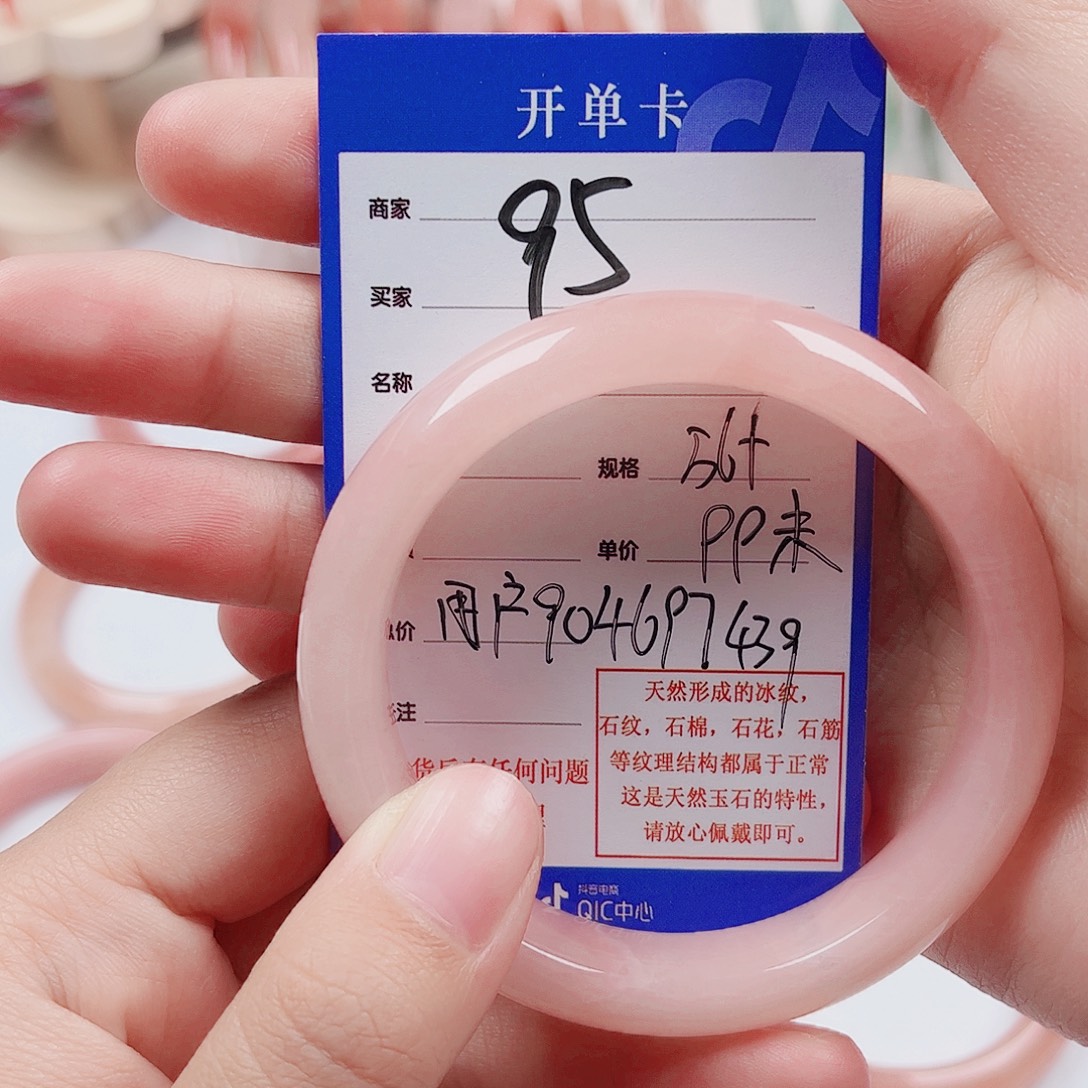 开单卡
商家 95
买家
名称
规格 56+
单价 PP未
价 用户904697439
注
天然形成的冰纹，
石纹，石棉，石花，石筋
等纹理结构都属于正常
这是天然玉石的特性，
请放心佩戴即可。
任何问题
抖音电商
QIC中心